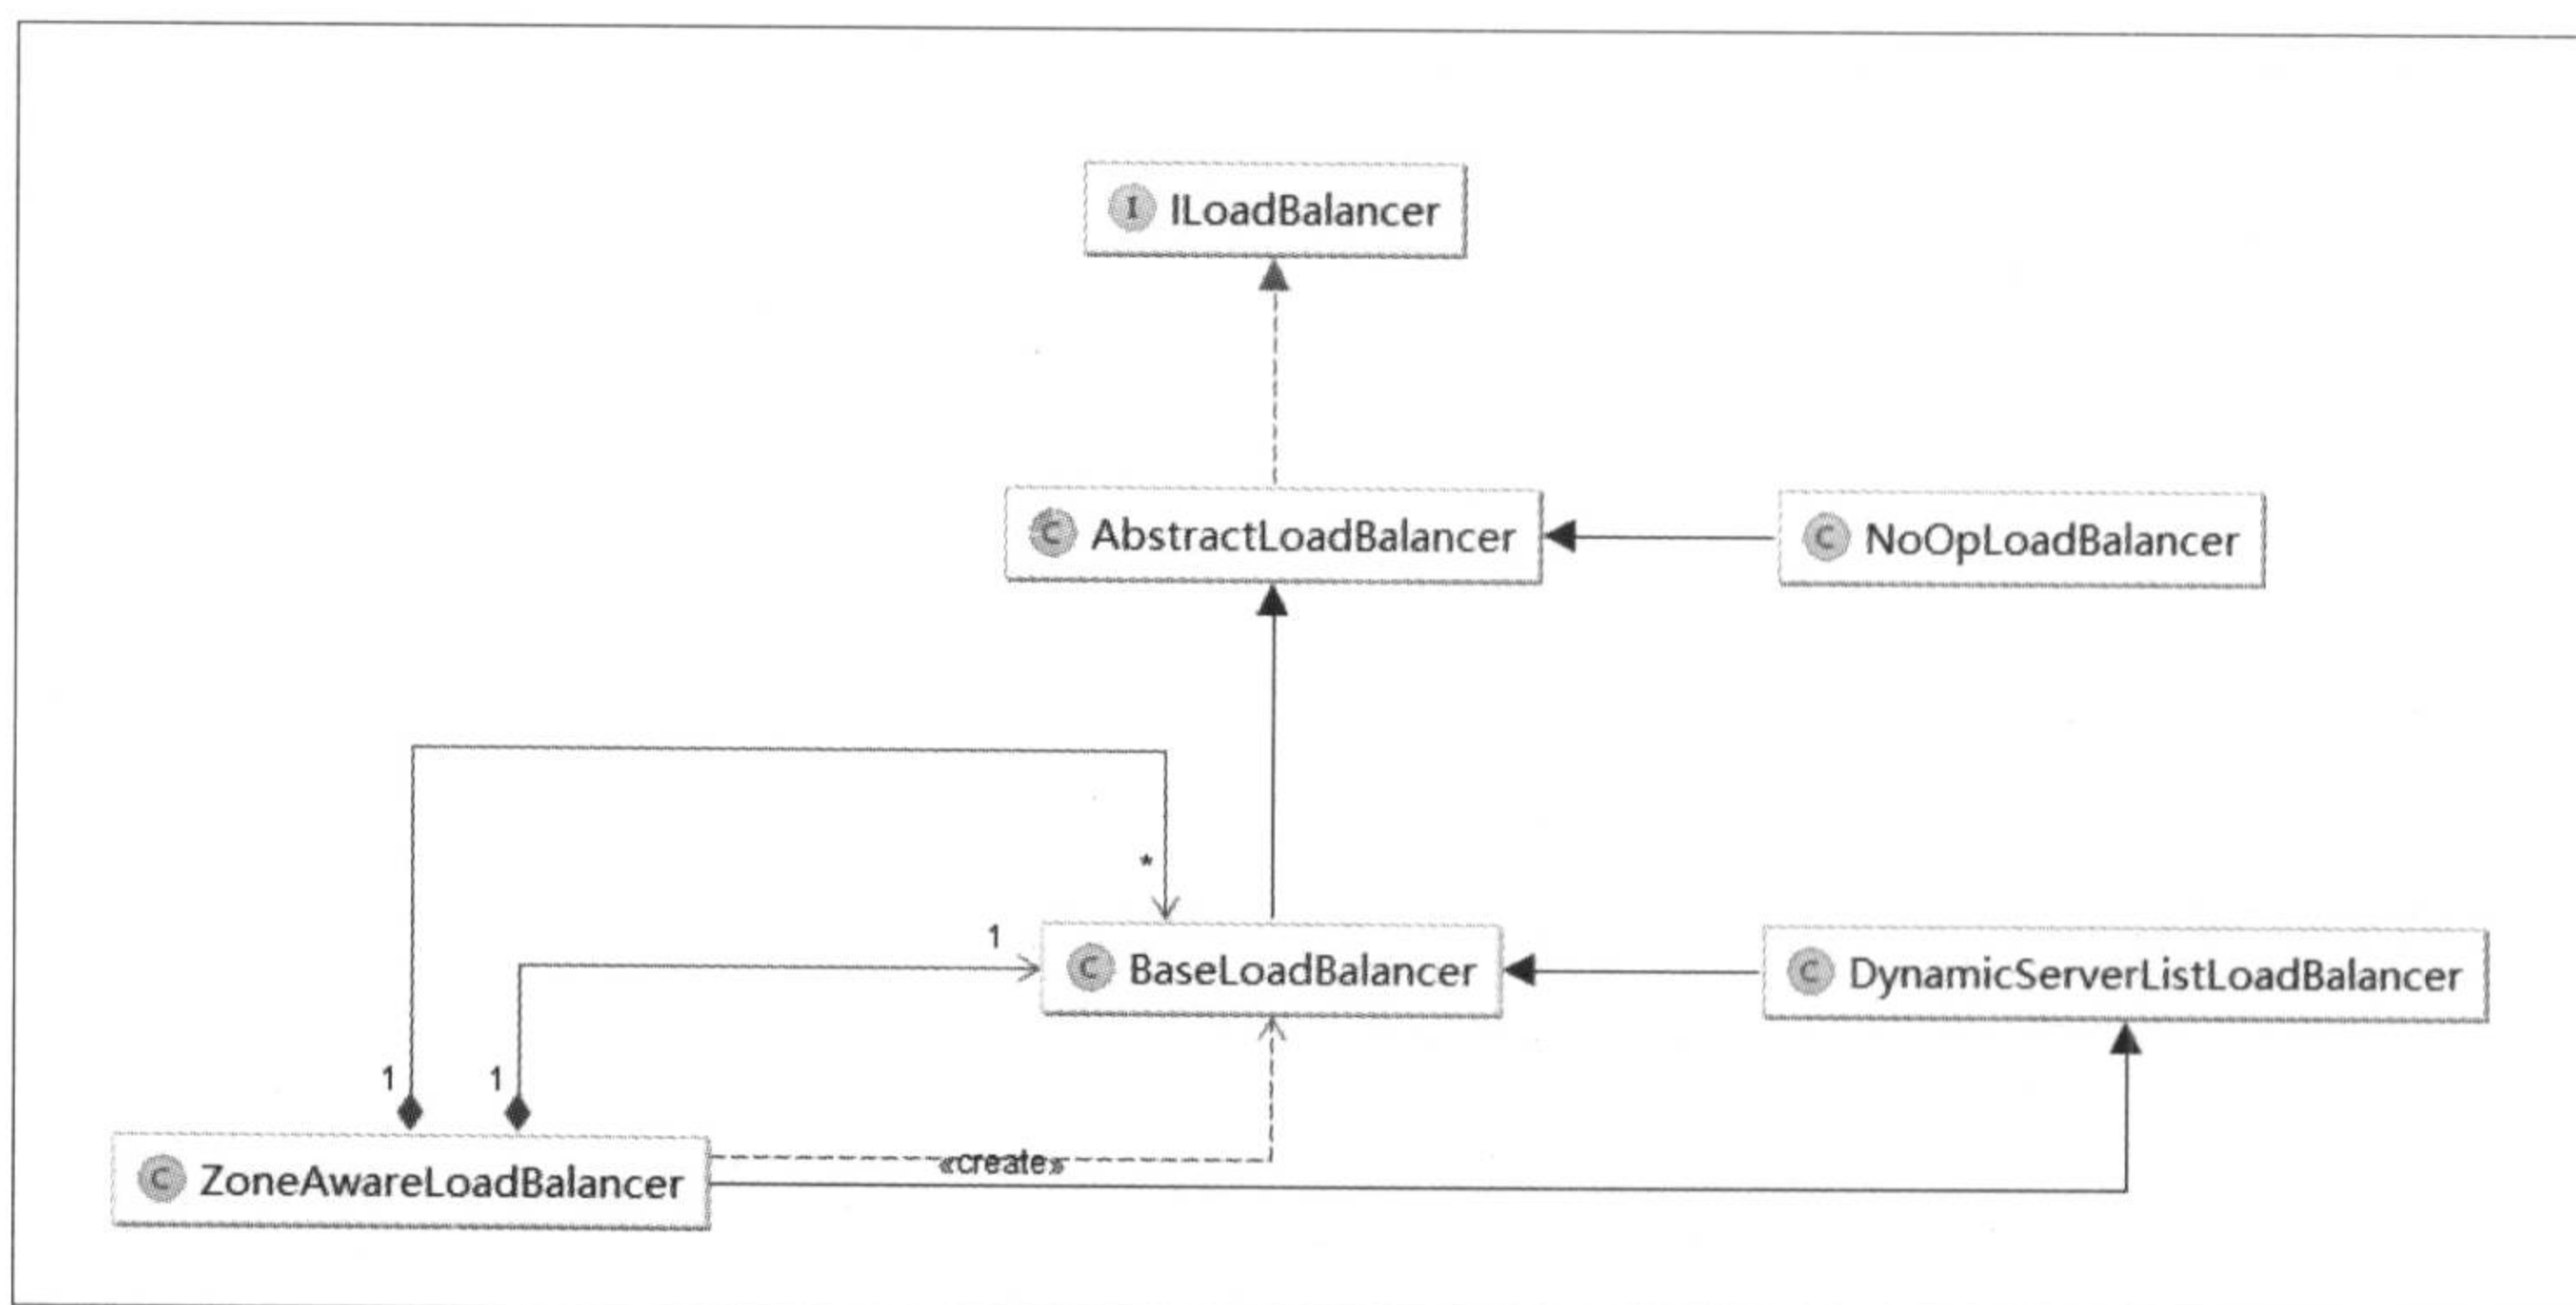 I ILoadBalancer
C AbstractLoadBalancer
C NoOpLoadBalancer
*
1
C BaseLoadBalancer
C DynamicServerListLoadBalancer
1
1
«create»
C ZoneAwareLoadBalancer